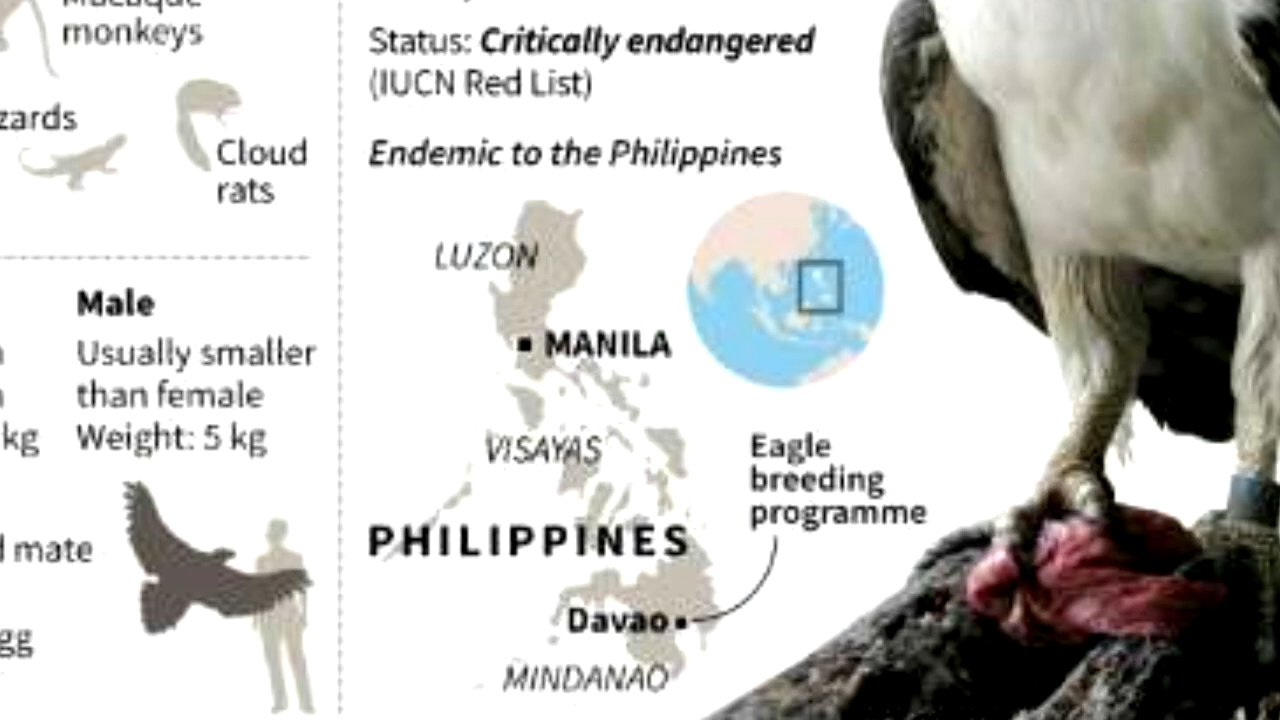 monkeys
Cloud
rats
Male
Usually smaller
than female
kg Weight: 5 kg
mate
Status: Critically endangered
(IUCN Red List)
Endemic to the Philippines
LUZON
MANILA
VISAYAS
Eagle
breeding
programme
PHILIPPINES
Davao
MINDANAO